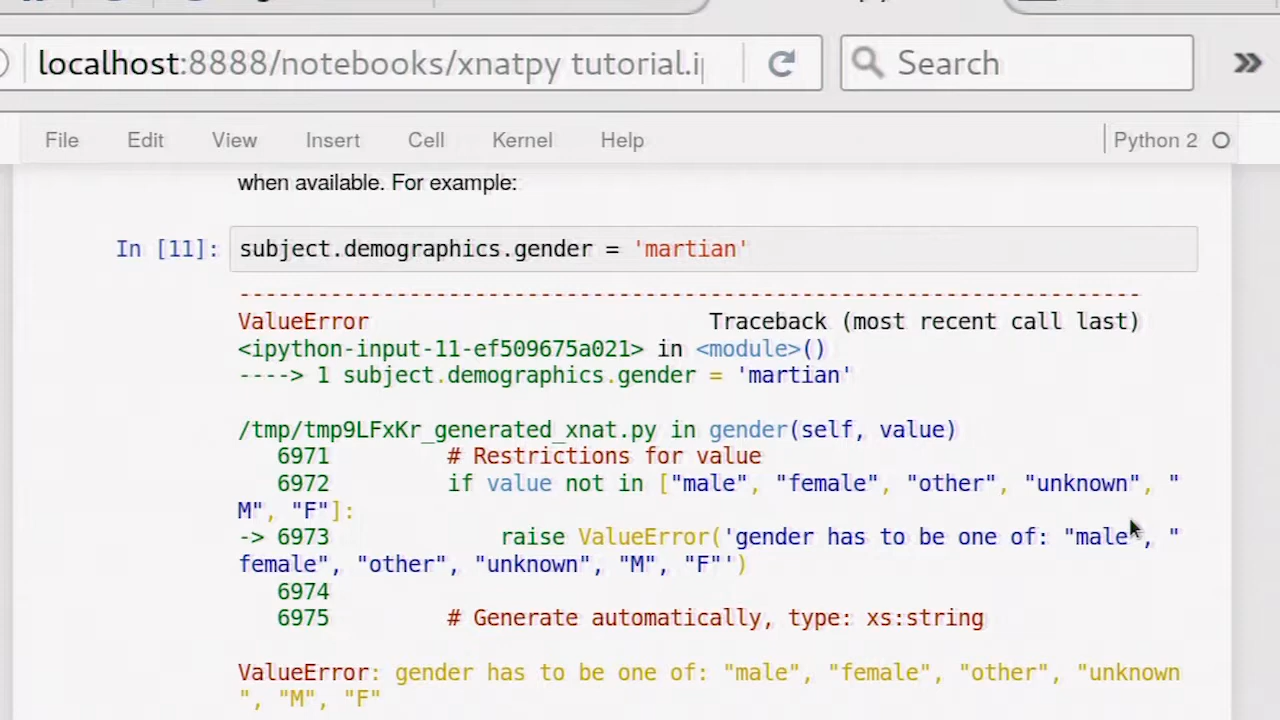 localhost:8888/notebooks/xnatpy tutorial.i
Search
File Edit View Insert Cell Kernel Help Python 2
when available. For example:
In [11]: subject.demographics.gender = 'martian'
---------------------------------------------------------------------
ValueError Traceback (most recent call last)
<ipython-input-11-ef509675a021> in <module>()
----> 1 subject.demographics.gender = 'martian'
/tmp/tmp9LFxKr_generated_xnat.py in gender(self, value)
6971 # Restrictions for value
6972 if value not in ["male", "female", "other", "unknown", "
M", "F"]:
-> 6973 raise ValueError('gender has to be one of: "male", "
female", "other", "unknown", "M", "F"')
6974
6975 # Generate automatically, type: xs:string
ValueError: gender has to be one of: "male", "female", "other", "unknown
", "M", "F"